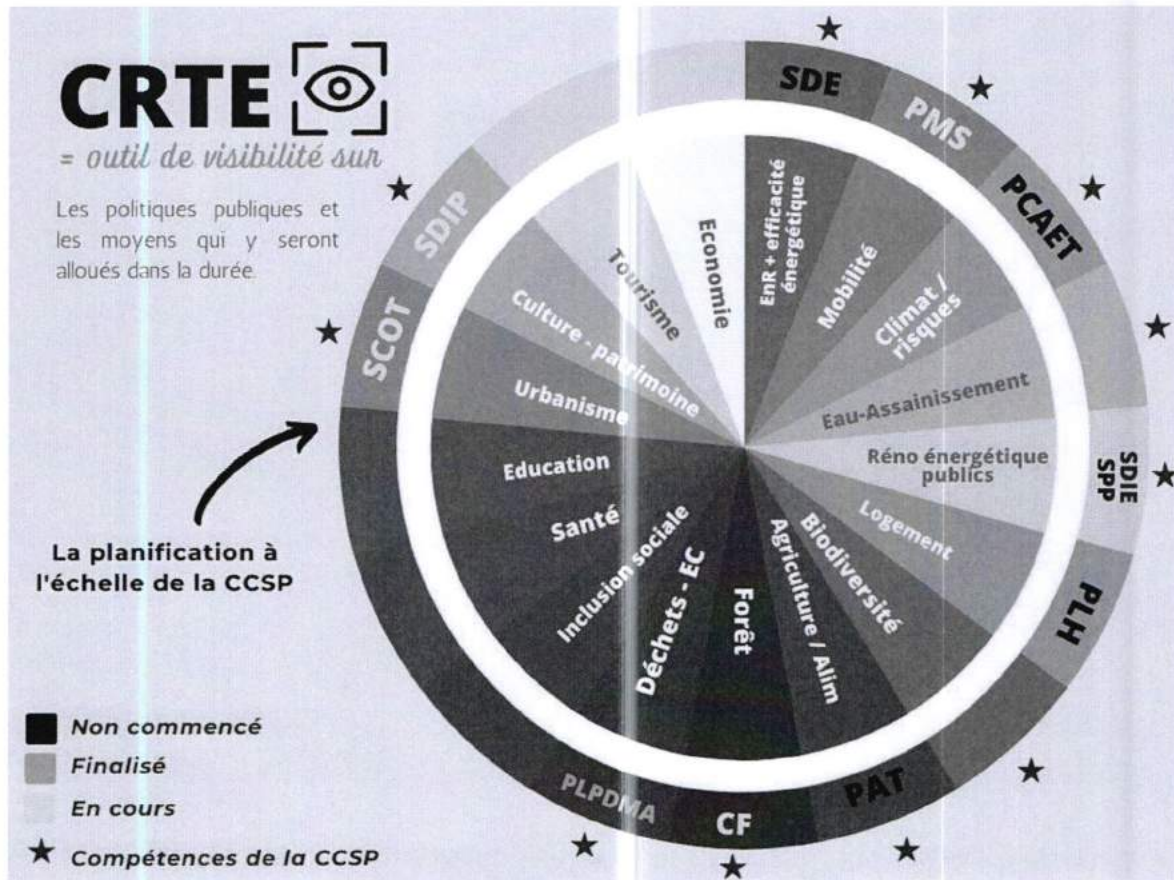 CRTE
= outil de visibilité sur
Les politiques publiques et
les moyens qui y seront
alloués dans la durée.
La planification à
l'échelle de la CCSP
SDE
PMS
PCAET
SDIE
SPP
PLH
PAT
CF
PLPDMA
SCOT
SDIP
EnR + efficacité
énergétique
Mobilité
Climat /
risques
Eau-Assainissement
Réno énergétique
publics
Logement
Biodiversité
Agriculture / Alim
Forêt
Déchets - EC
Inclusion sociale
Santé
Education
Urbanisme
Culture - patrimoine
Tourisme
Economie
Non commencé
Finalisé
En cours
Compétences de la CCSP